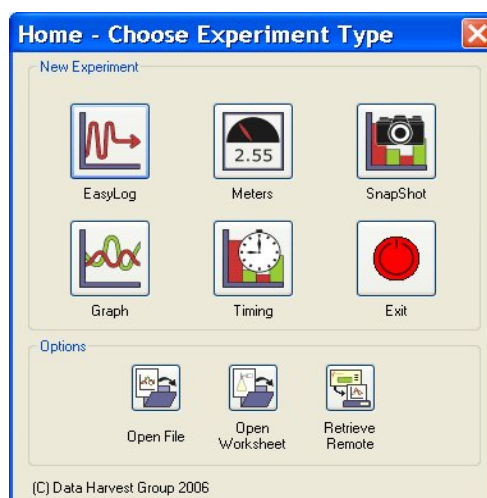 Home - Choose Experiment Type
New Experiment
2.55
EasyLog
Meters
SnapShot
Graph
Timing
Exit
Options
Open File
Open
Worksheet
Retrieve
Remote
(C) Data Harvest Group 2006